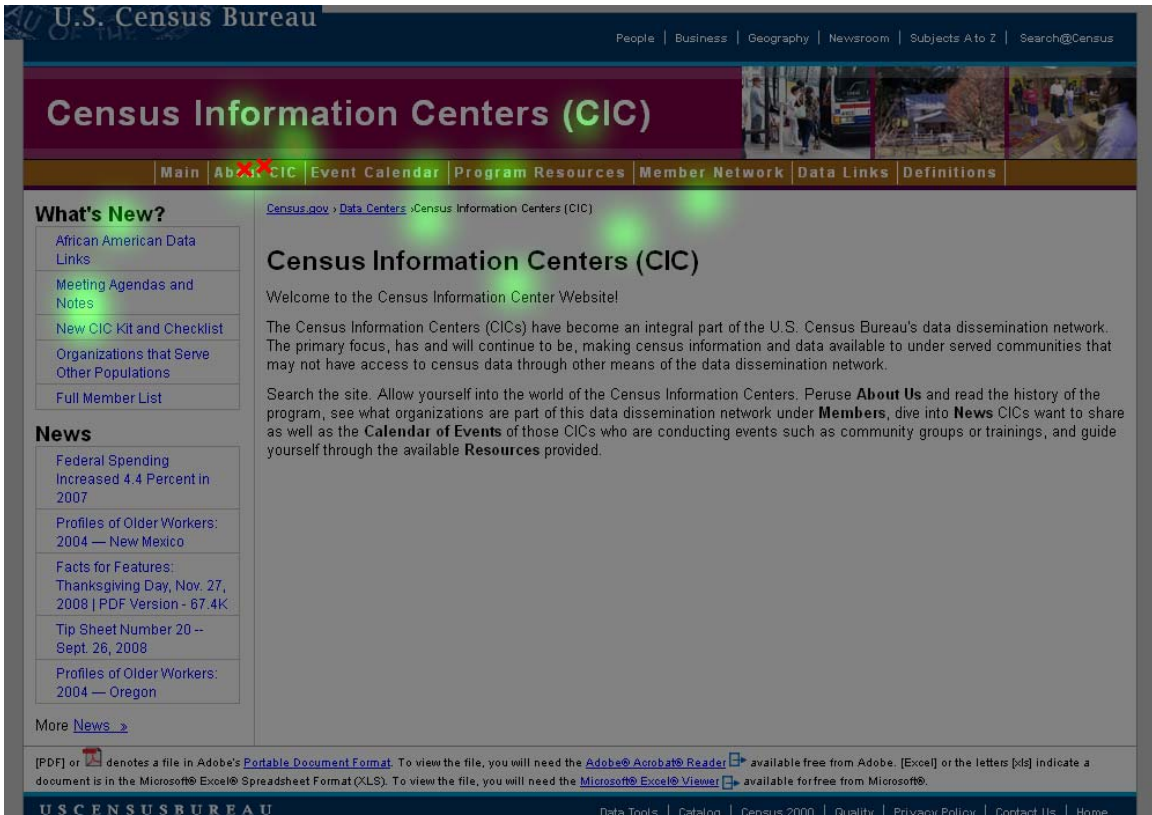 U.S. Census Bureau
People | Business | Geography | Newsroom | Subjects A to Z | Search@Census
Census Information Centers (CIC)
Main | About CIC | Event Calendar | Program Resources | Member Network | Data Links | Definitions
What's New?
African American Data
Links
Meeting Agendas and
Notes
New CIC Kit and Checklist
Organizations that Serve
Other Populations
Full Member List
News
Federal Spending
Increased 4.4 Percent in
2007
Profiles of Older Workers:
2004 — New Mexico
Facts for Features:
Thanksgiving Day, Nov. 27,
2008 | PDF Version - 67.4K
Tip Sheet Number 20 --
Sept. 26, 2008
Profiles of Older Workers:
2004 — Oregon
More News »
Census.gov › Data Centers › Census Information Centers (CIC)
Census Information Centers (CIC)
Welcome to the Census Information Center Website!
The Census Information Centers (CICs) have become an integral part of the U.S. Census Bureau's data dissemination network.
The primary focus, has and will continue to be, making census information and data available to under served communities that
may not have access to census data through other means of the data dissemination network.
Search the site. Allow yourself into the world of the Census Information Centers. Peruse About Us and read the history of the
program, see what organizations are part of this data dissemination network under Members, dive into News CICs want to share
as well as the Calendar of Events of those CICs who are conducting events such as community groups or trainings, and guide
yourself through the available Resources provided.
[PDF] or denotes a file in Adobe's Portable Document Format. To view the file, you will need the Adobe® Acrobat® Reader available free from Adobe. [Excel] or the letters [xls] indicate a
document is in the Microsoft® Excel® Spreadsheet Format (XLS). To view the file, you will need the Microsoft® Excel® Viewer available for free from Microsoft®.
USCENSUSBUREAU
Data Tools | Catalog | Census 2000 | Quality | Privacy Policy | Contact Us | Home